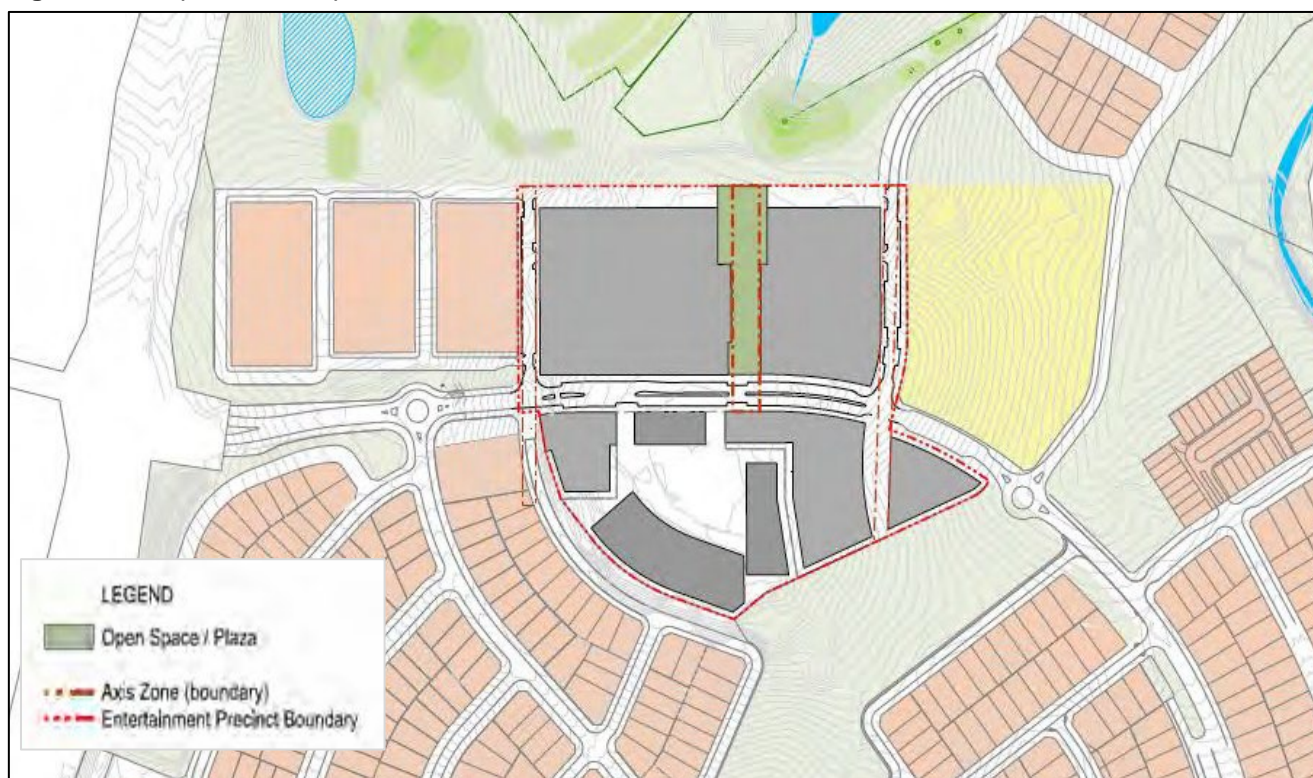 LEGEND
Open Space / Plaza
Axis Zone (boundary)
Entertainment Precinct Boundary